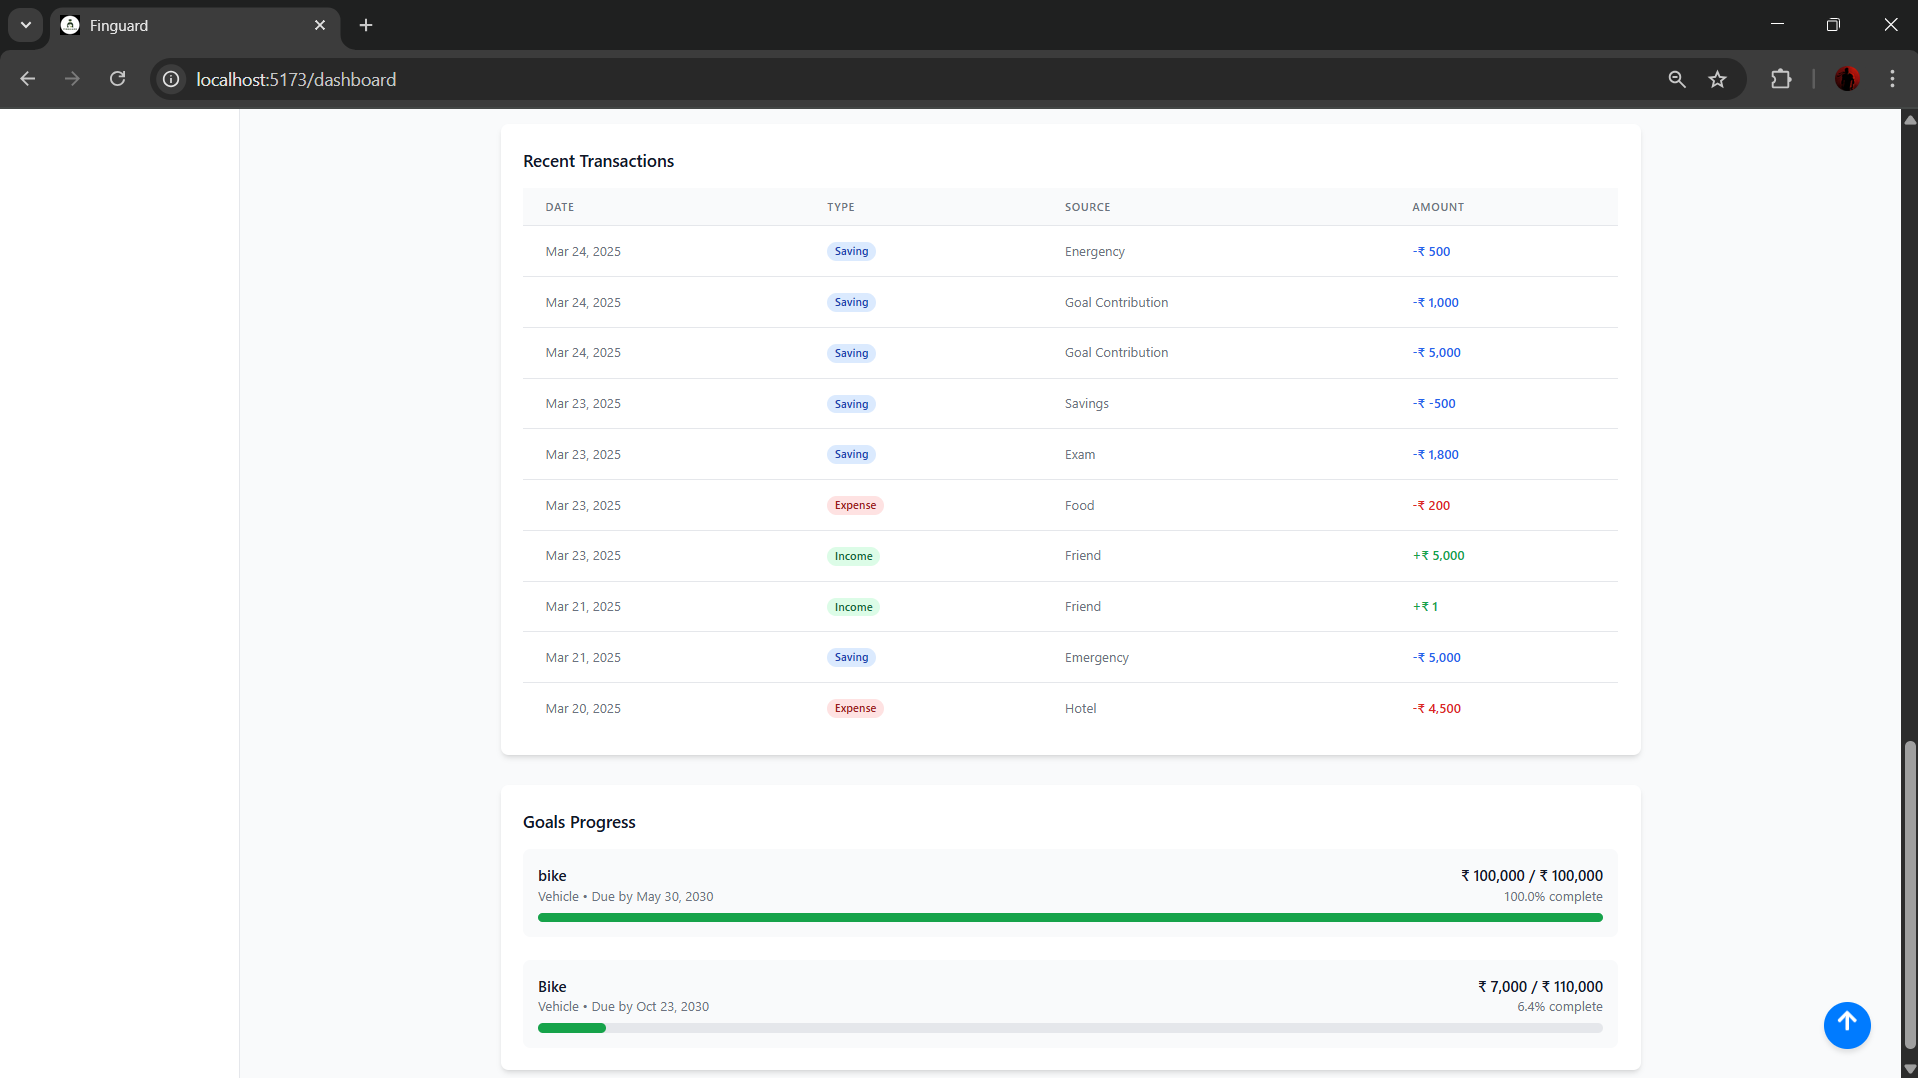 Finguard
localhost:5173/dashboard
Recent Transactions
DATE TYPE SOURCE AMOUNT
Mar 24, 2025 Saving Energency -₹ 500
Mar 24, 2025 Saving Goal Contribution -₹ 1,000
Mar 24, 2025 Saving Goal Contribution -₹ 5,000
Mar 23, 2025 Saving Savings -₹ -500
Mar 23, 2025 Saving Exam -₹ 1,800
Mar 23, 2025 Expense Food -₹ 200
Mar 23, 2025 Income Friend +₹ 5,000
Mar 21, 2025 Income Friend +₹ 1
Mar 21, 2025 Saving Emergency -₹ 5,000
Mar 20, 2025 Expense Hotel -₹ 4,500
Goals Progress
bike ₹ 100,000 / ₹ 100,000
Vehicle • Due by May 30, 2030 100.0% complete
Bike ₹ 7,000 / ₹ 110,000
Vehicle • Due by Oct 23, 2030 6.4% complete